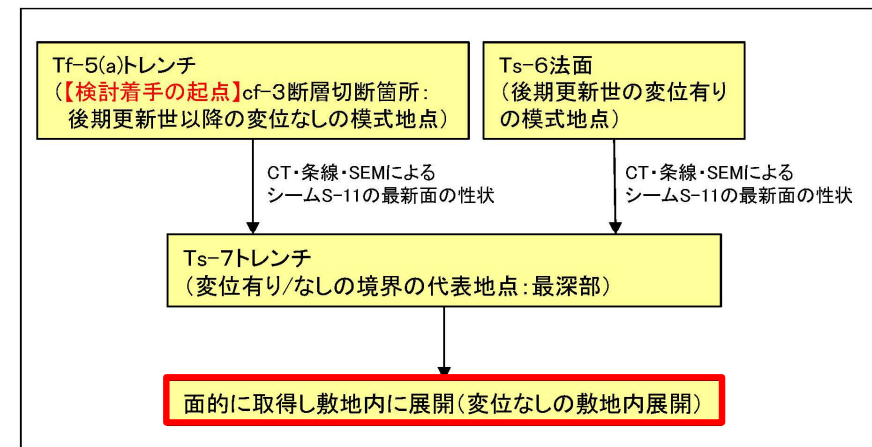 Tf-5(a)トレンチ
(【検討着手の起点】cf-3断層切断箇所:
後期更新世以降の変位なしの模式地点)
Ts-6法面
(後期更新世の変位有り
の模式地点)
CT・条線・SEMによる
シームS-11の最新面の性状
CT・条線・SEMによる
シームS-11の最新面の性状
Ts-7トレンチ
(変位有り/なしの境界の代表地点:最深部)
面的に取得し敷地内に展開(変位なしの敷地内展開)